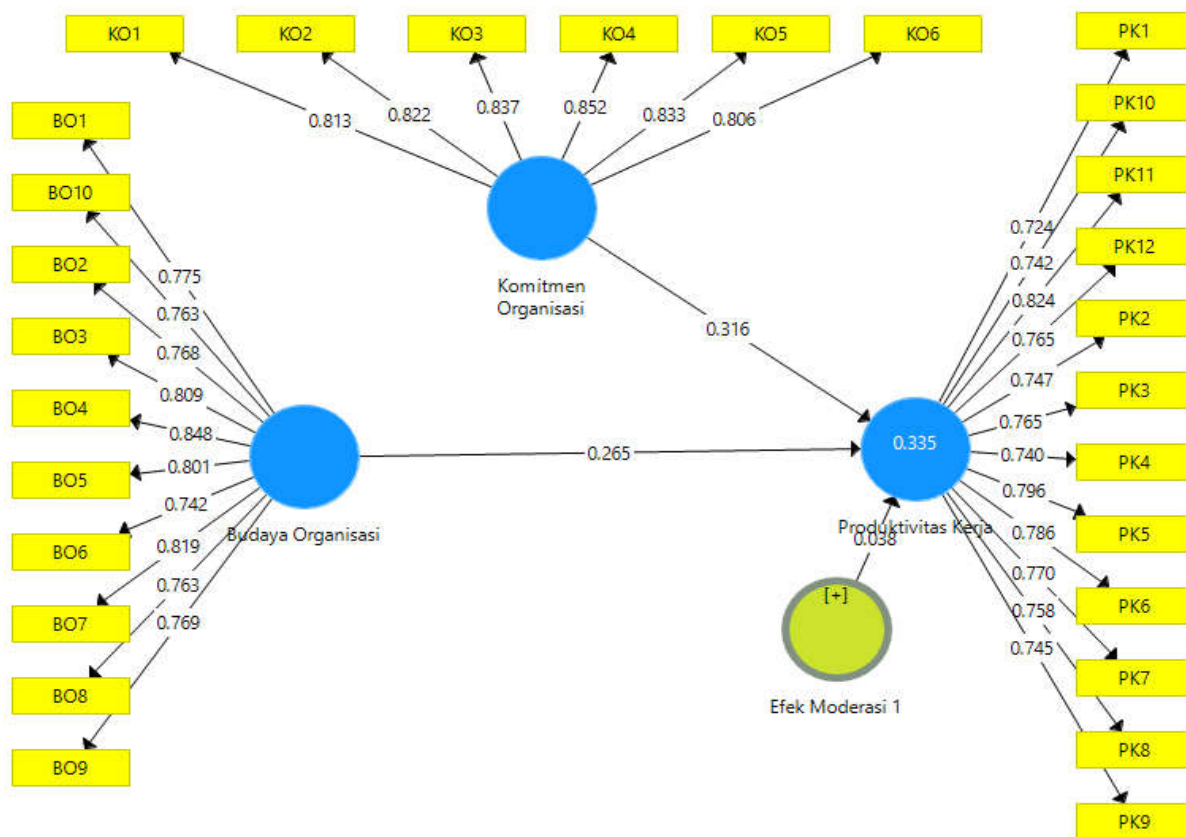 KO1
KO2
KO3
KO4
KO5
KO6
0.813
0.822
0.837
0.852
0.833
0.806
Komitmen
Organisasi
BO1
BO10
BO2
BO3
BO4
BO5
BO6
BO7
BO8
BO9
0.775
0.763
0.768
0.809
0.848
0.801
0.742
0.819
0.763
0.769
Budaya Organisasi
0.316
0.265
0.335
Produktivitas Kerja
0.038
[+]
Efek Moderasi 1
0.724
0.742
0.824
0.765
0.747
0.765
0.740
0.796
0.786
0.770
0.758
0.745
PK1
PK10
PK11
PK12
PK2
PK3
PK4
PK5
PK6
PK7
PK8
PK9